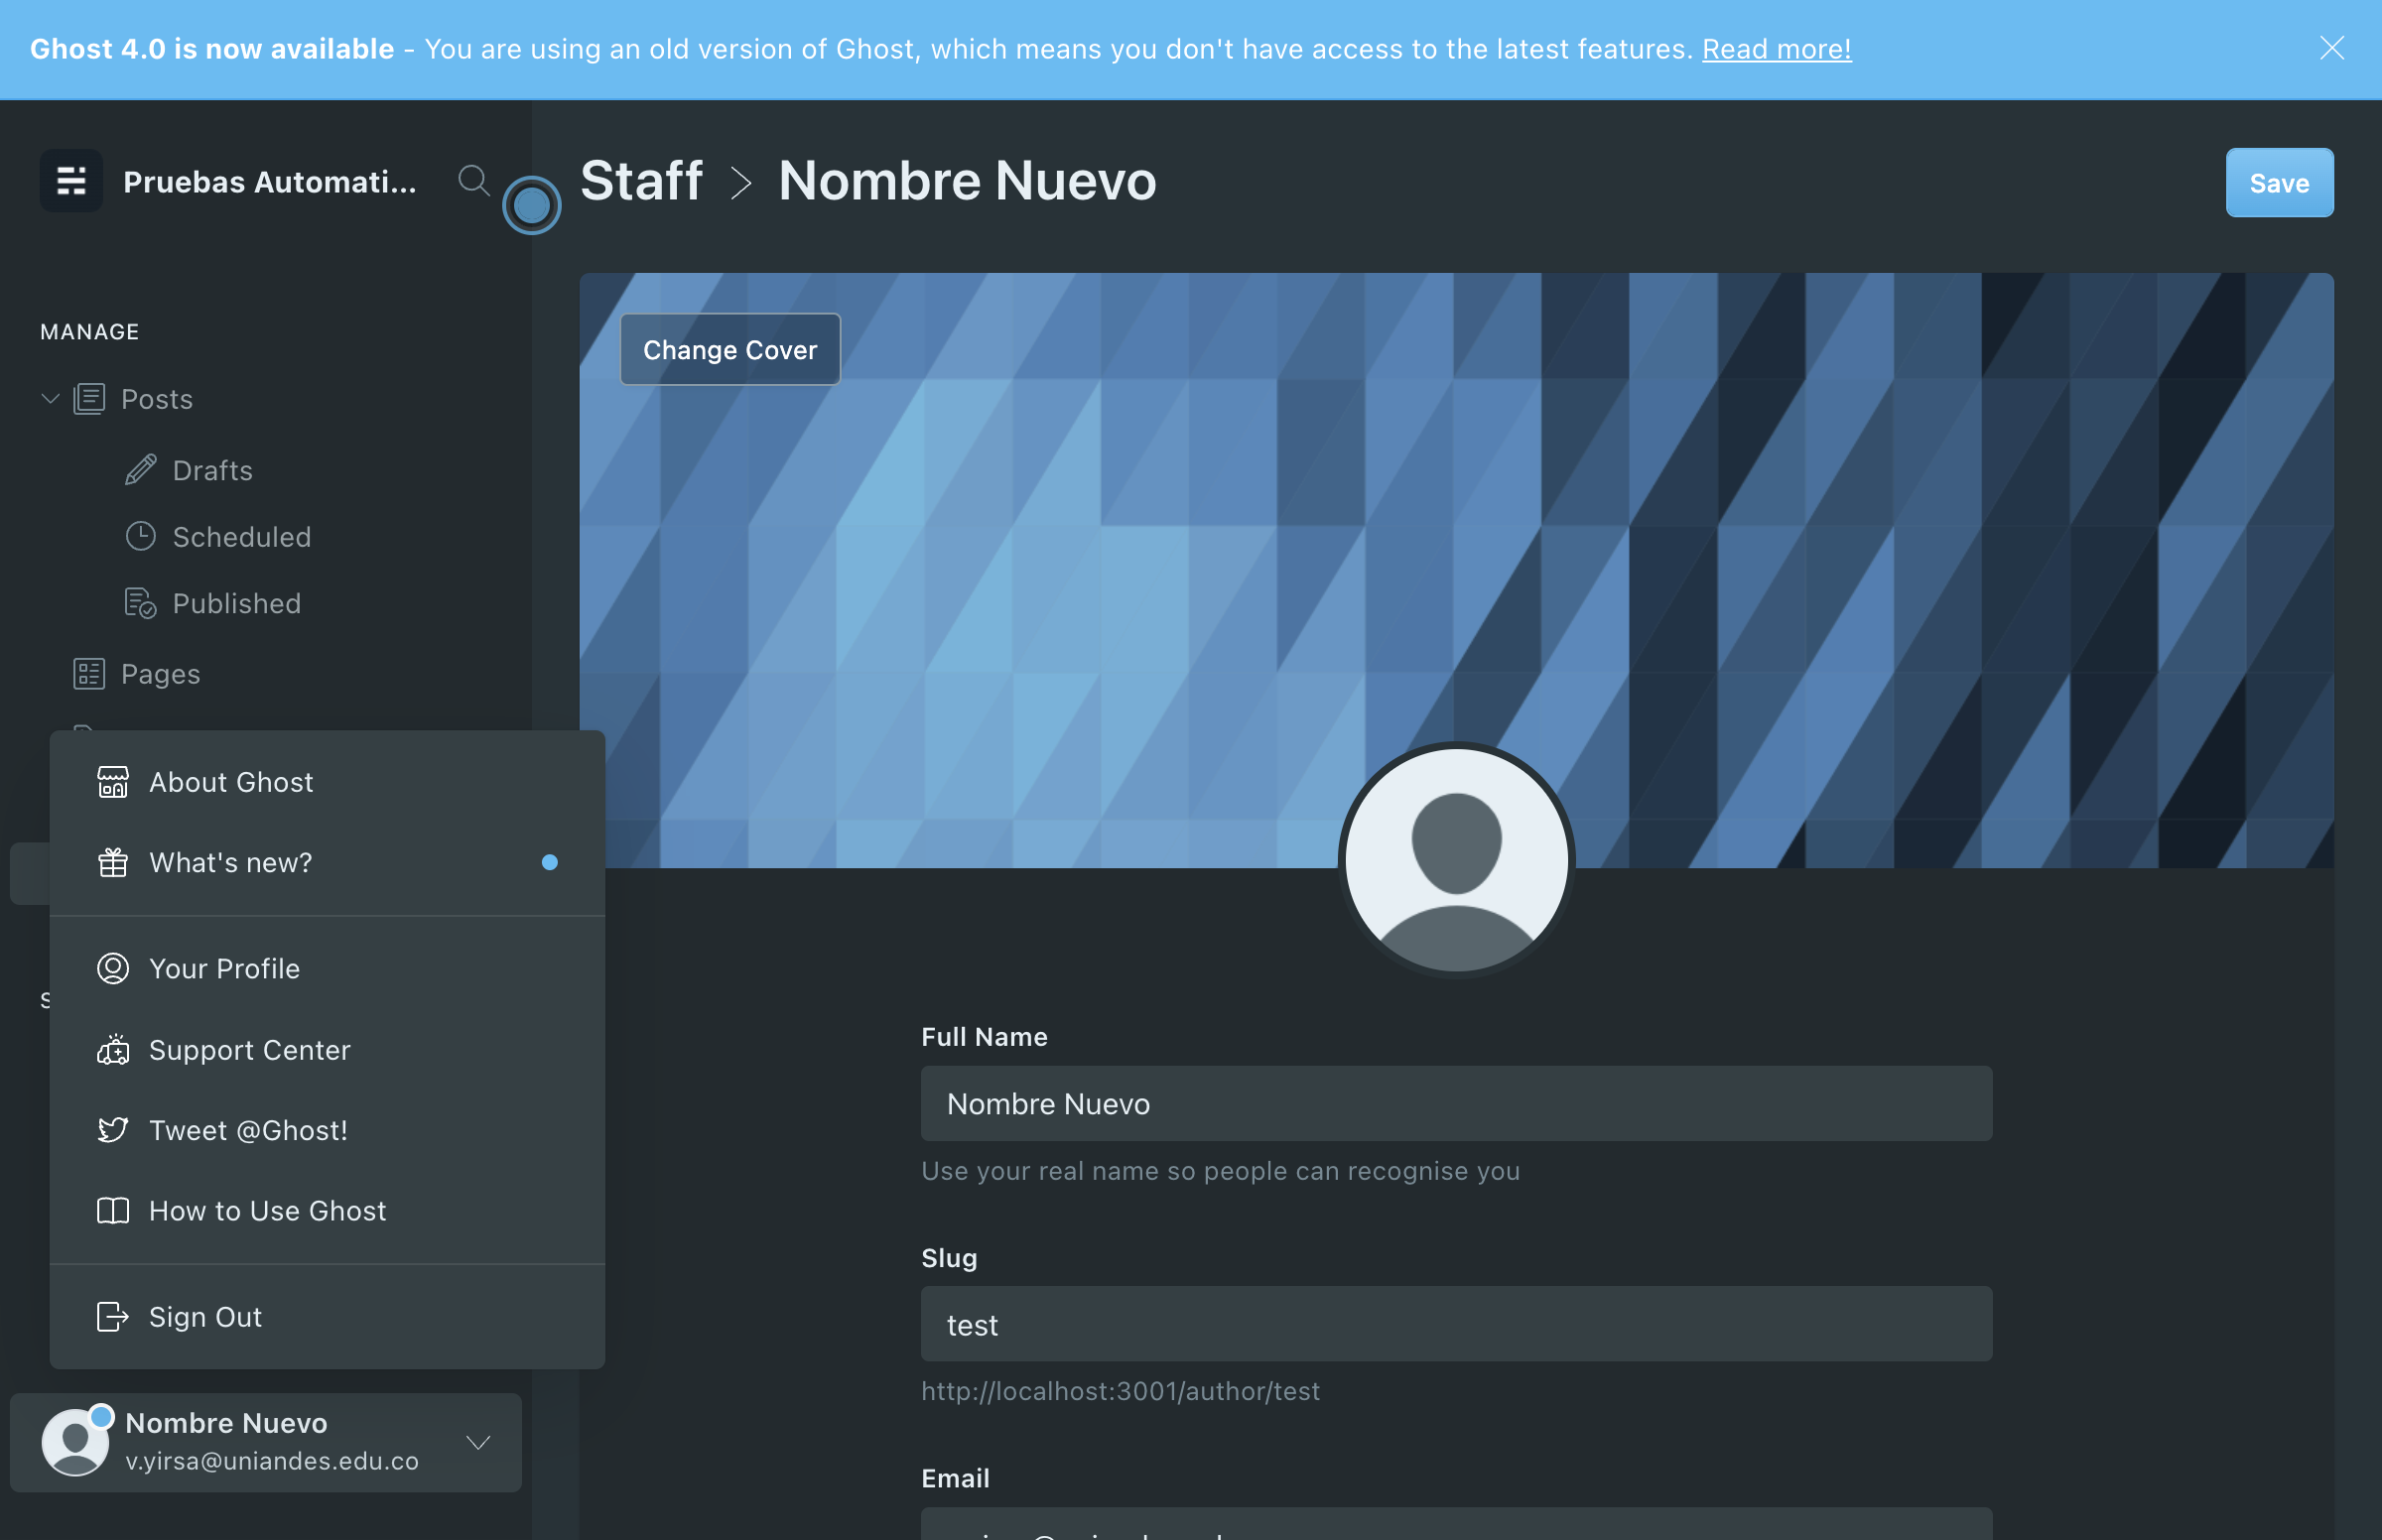 Ghost 4.0 is now available - You are using an old version of Ghost, which means you don't have access to the latest features. Read more!
Pruebas Automati...
Staff > Nombre Nuevo
Save
MANAGE
Change Cover
Posts
Drafts
Scheduled
Published
Pages
About Ghost
What's new?
Your Profile
Support Center
Tweet @Ghost!
How to Use Ghost
Sign Out
Nombre Nuevo
v.yirsa@uniandes.edu.co
Full Name
Nombre Nuevo
Use your real name so people can recognise you
Slug
test
http://localhost:3001/author/test
Email